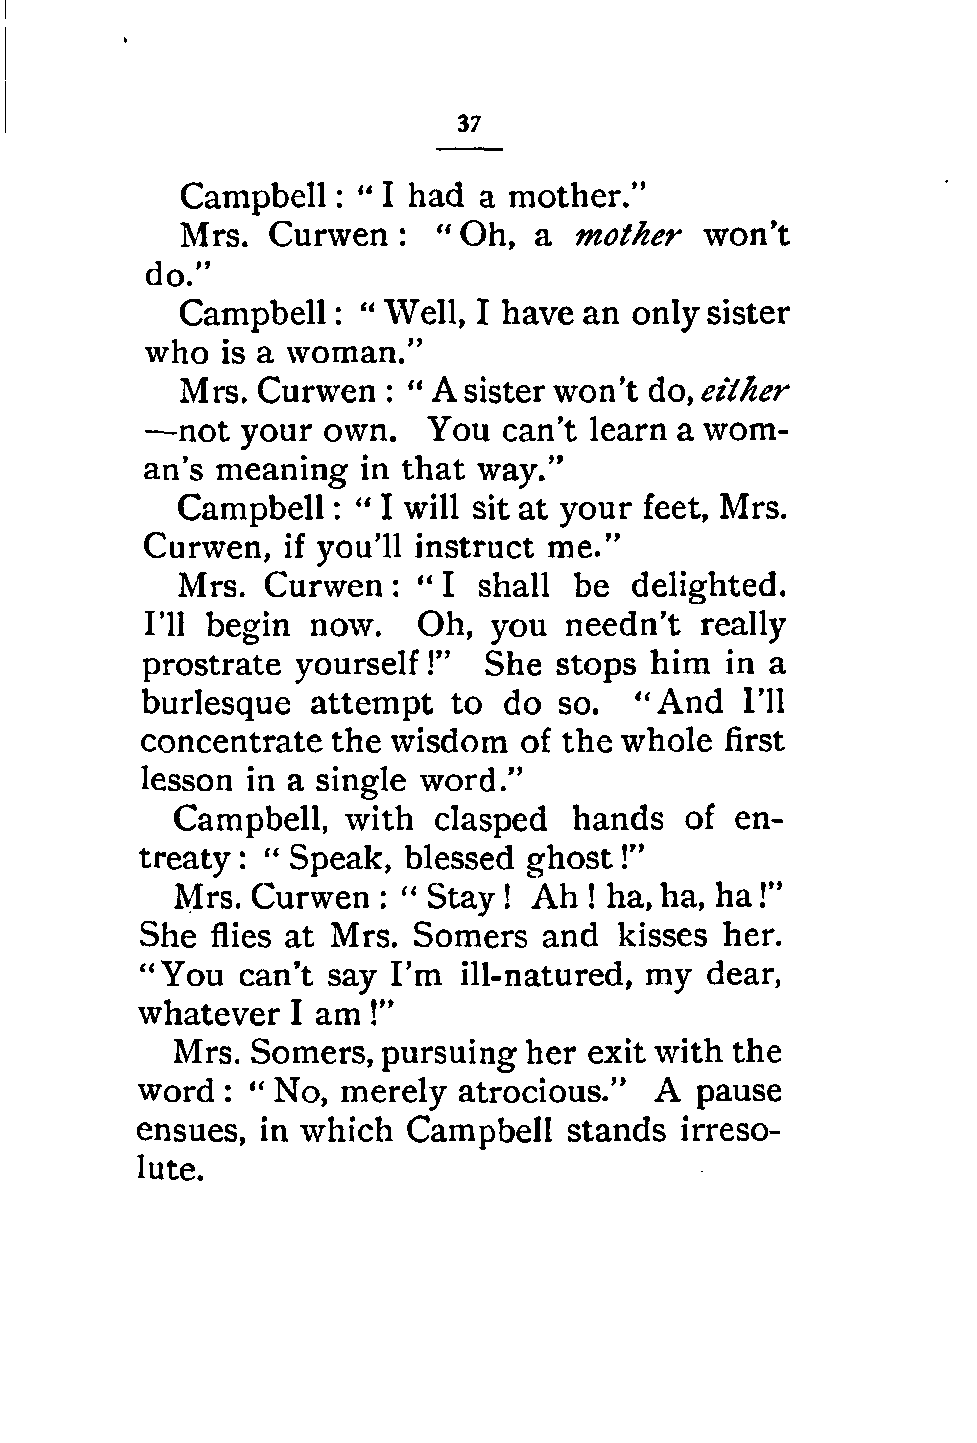 37
Campbell : “ I had a mother.”
Mrs. Curwen : “ Oh, a mother won't
do.”
Campbell : “ Well, I have an only sister
who is a woman.”
Mrs. Curwen : “ A sister won't do, either
—not your own. You can't learn a wom-
an's meaning in that way.”
Campbell : “ I will sit at your feet, Mrs.
Curwen, if you'll instruct me.”
Mrs. Curwen : “ I shall be delighted.
I'll begin now. Oh, you needn't really
prostrate yourself !” She stops him in a
burlesque attempt to do so. “ And I'll
concentrate the wisdom of the whole first
lesson in a single word.”
Campbell, with clasped hands of en-
treaty : “ Speak, blessed ghost !”
Mrs. Curwen : “ Stay ! Ah ! ha, ha, ha !”
She flies at Mrs. Somers and kisses her.
“ You can't say I'm ill-natured, my dear,
whatever I am !”
Mrs. Somers, pursuing her exit with the
word : “ No, merely atrocious.” A pause
ensues, in which Campbell stands irreso-
lute.